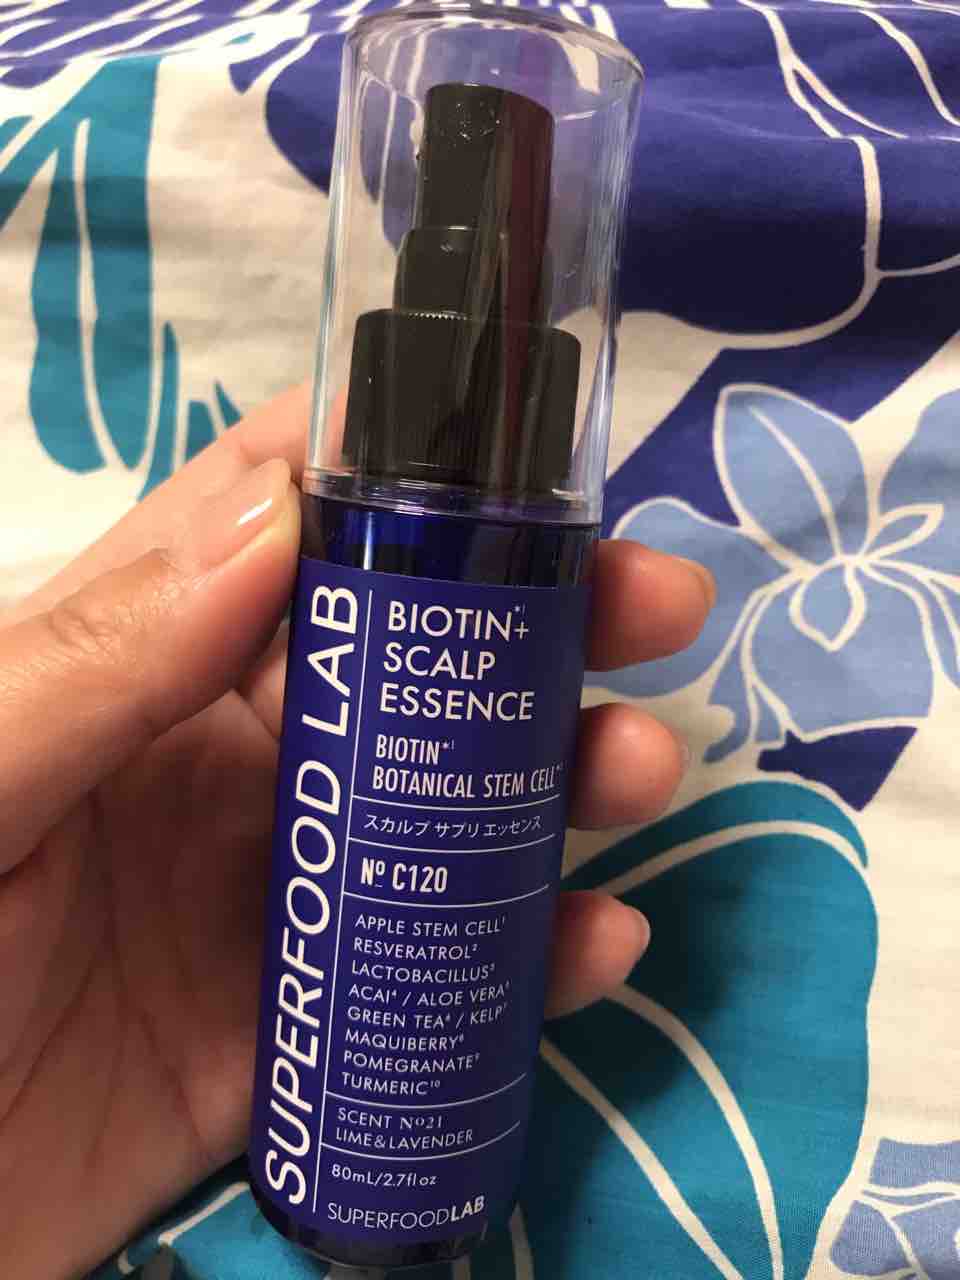 SUPERFOOD LAB
BIOTIN*¹+
SCALP
ESSENCE
BIOTIN*¹
BOTANICAL STEM CELL*²
スカルプ サプリ エッセンス
Nº C120
APPLE STEM CELL¹
RESVERATROL²
LACTOBACILLUS³
ACAI⁴ / ALOE VERA⁵
GREEN TEA⁶ / KELP⁷
MAQUIBERRY⁸
POMEGRANATE⁹
TURMERIC¹⁰
SCENT Nº21
LIME&LAVENDER
80mL/2.7fl oz
SUPERFOODLAB